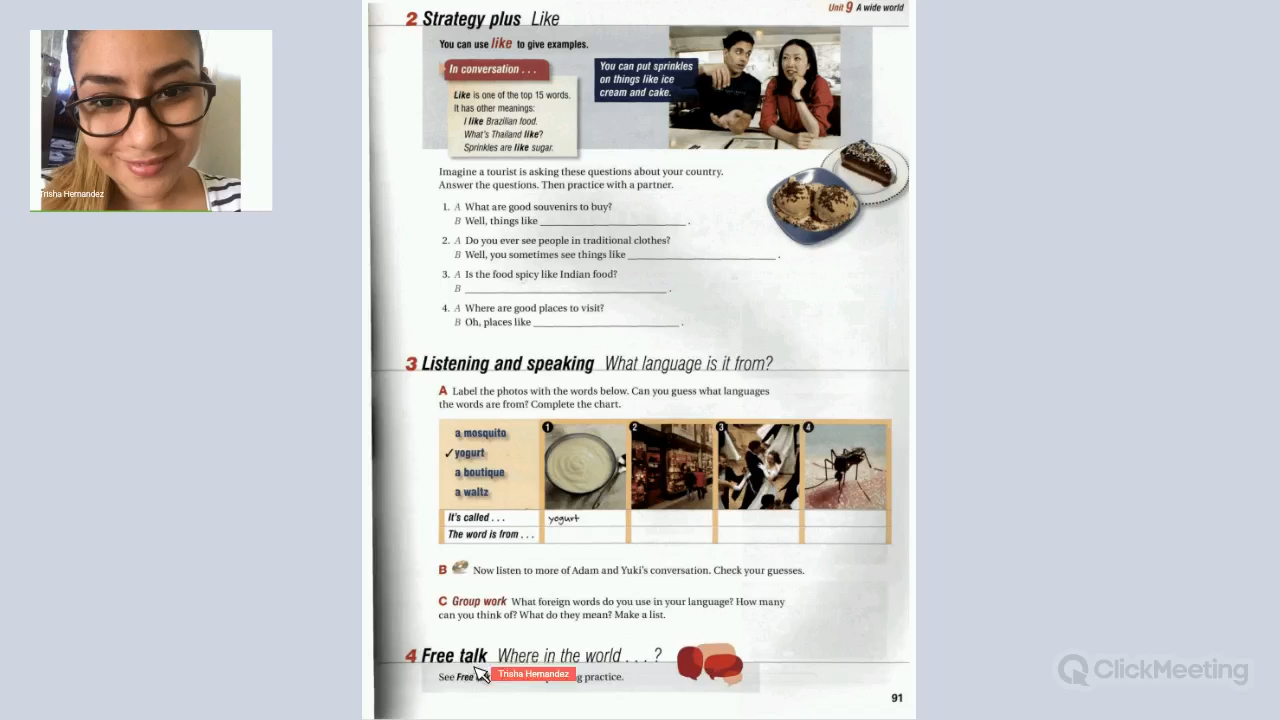 Unit 9 A wide world
2 Strategy plus Like
You can use like to give examples.
In conversation . . .
Like is one of the top 15 words.
It has other meanings:
I like Brazilian food.
What's Thailand like?
Sprinkles are like sugar.
You can put sprinkles
on things like ice
cream and cake.
Trisha Hernandez
Imagine a tourist is asking these questions about your country.
Answer the questions. Then practice with a partner.
1. A What are good souvenirs to buy?
B Well, things like ____________________ .
2. A Do you ever see people in traditional clothes?
B Well, you sometimes see things like ____________________ .
3. A Is the food spicy like Indian food?
B ____________________ .
4. A Where are good places to visit?
B Oh, places like ____________________ .
3 Listening and speaking What language is it from?
A Label the photos with the words below. Can you guess what languages
the words are from? Complete the chart.
a mosquito
✓ yogurt
a boutique
a waltz
1
2
3
4
It's called . . .
yogurt
The word is from . . .
B Now listen to more of Adam and Yuki's conversation. Check your guesses.
C Group work What foreign words do you use in your language? How many
can you think of? What do they mean? Make a list.
4 Free talk Where in the world . . . ?
Trisha Hernandez
See Free practice.
91
ClickMeeting